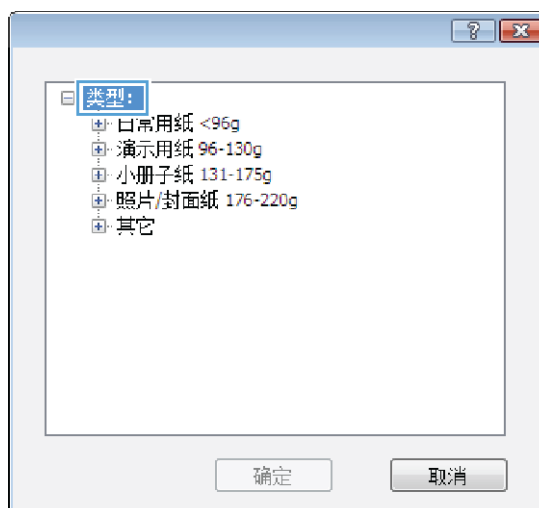 ?
类型：
日常用纸 <96g
演示用纸 96-130g
小册子纸 131-175g
照片/封面纸 176-220g
其它
确定
取消